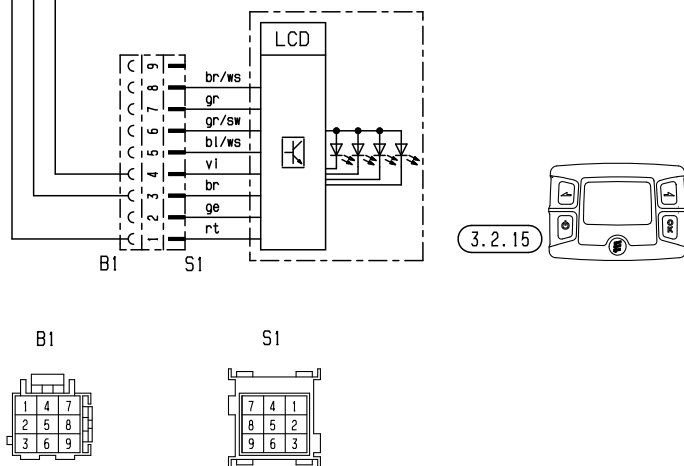 LCD
9
8 br/ws
7 gr
6 gr/sw
5 bl/ws
4 vi
3 br
2 ge
1 rt
B1 S1
3.2.15
OK
B1 S1
1 4 7
2 5 8
3 6 9
7 4 1
8 5 2
9 6 3